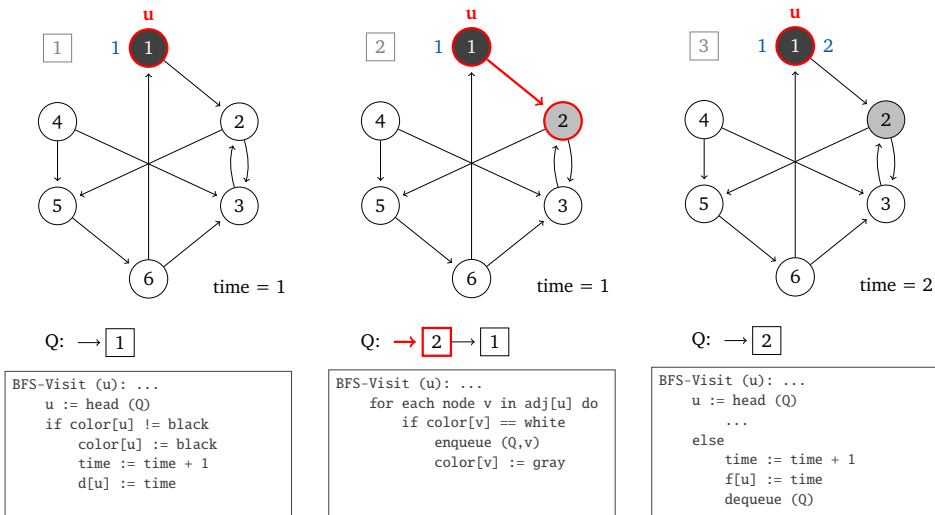 u
1
1
1
2
4
5
3
6
time = 1
Q:
1
BFS-Visit (u): ...
u := head (Q)
if color[u] != black
color[u] := black
time := time + 1
d[u] := time
u
2
1
1
2
4
5
3
6
time = 1
Q:
2
1
BFS-Visit (u): ...
for each node v in adj[u] do
if color[v] == white
enqueue (Q,v)
color[v] := gray
u
3
1
1
2
4
2
5
3
6
time = 2
Q:
2
BFS-Visit (u): ...
u := head (Q)
...
else
time := time + 1
f[u] := time
dequeue (Q)